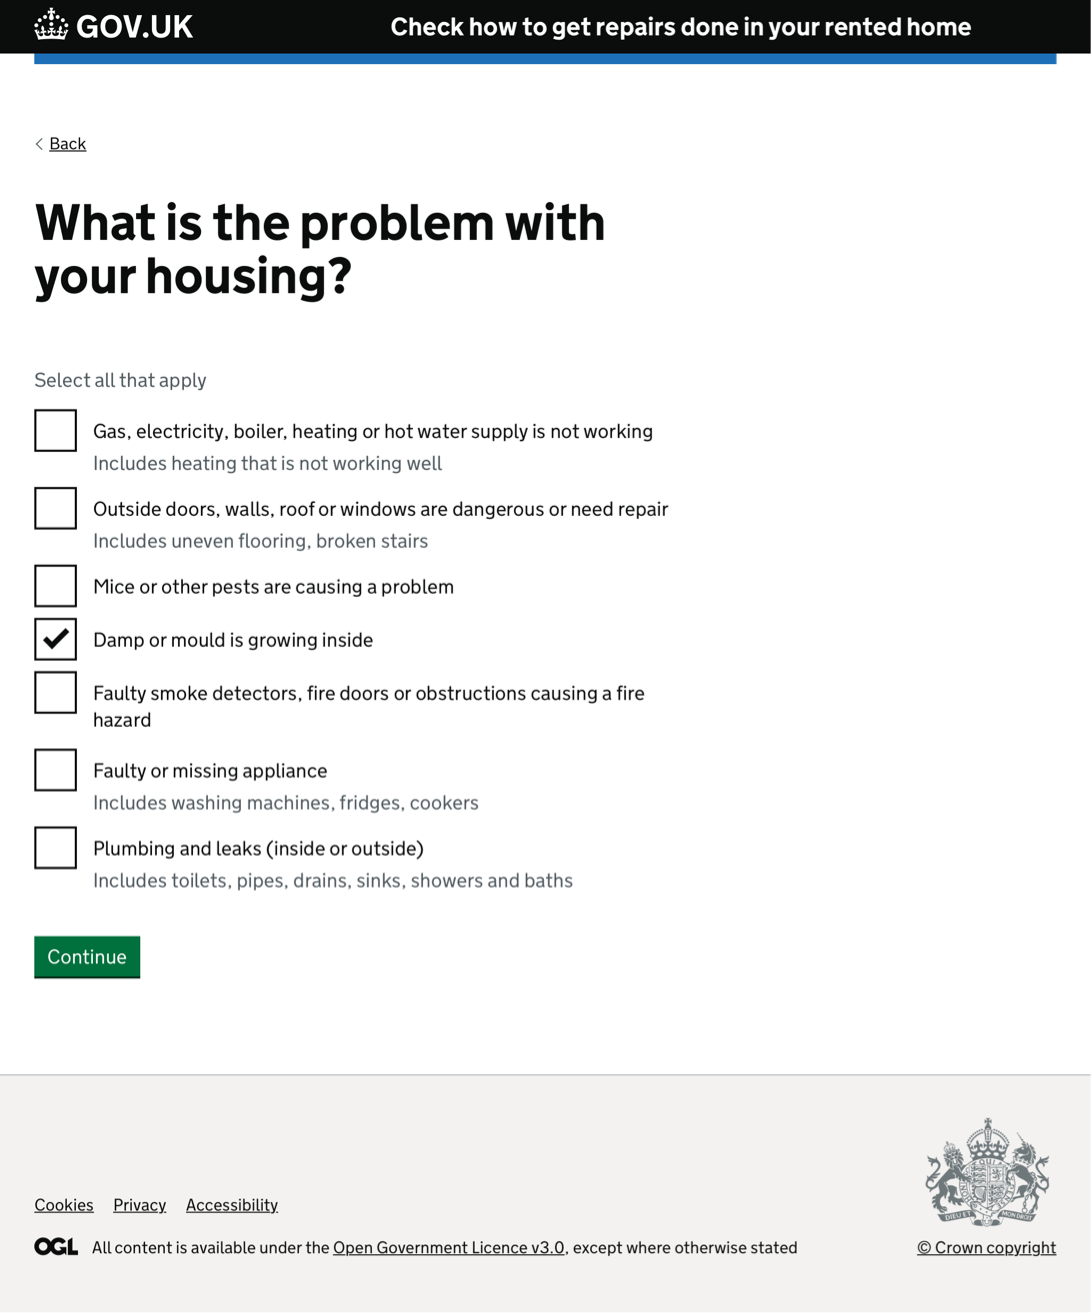 GOV.UK
Check how to get repairs done in your rented home
Back
What is the problem with
your housing?
Select all that apply
Gas, electricity, boiler, heating or hot water supply is not working
Includes heating that is not working well
Outside doors, walls, roof or windows are dangerous or need repair
Includes uneven flooring, broken stairs
Mice or other pests are causing a problem
Damp or mould is growing inside
Faulty smoke detectors, fire doors or obstructions causing a fire
hazard
Faulty or missing appliance
Includes washing machines, fridges, cookers
Plumbing and leaks (inside or outside)
Includes toilets, pipes, drains, sinks, showers and baths
Continue
Cookies Privacy Accessibility
OGL All content is available under the Open Government Licence v3.0, except where otherwise stated
DIEU ET MON DROIT
© Crown copyright